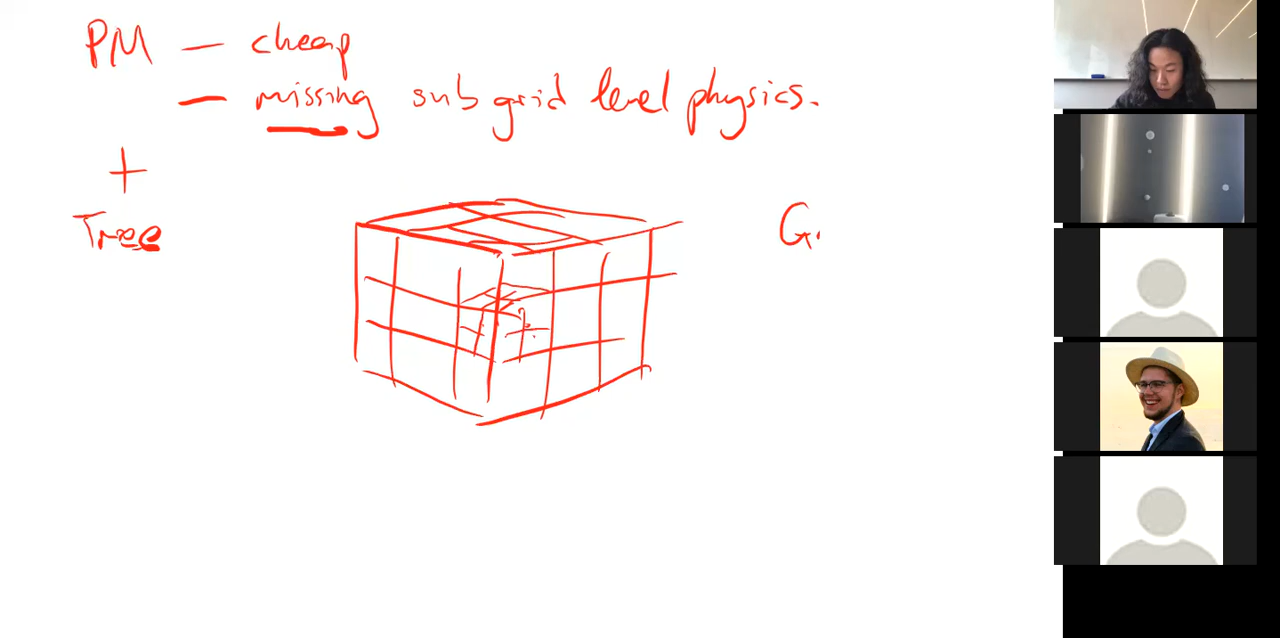 PM — cheap
— missing subgrid level physics.
+
Tree
G.